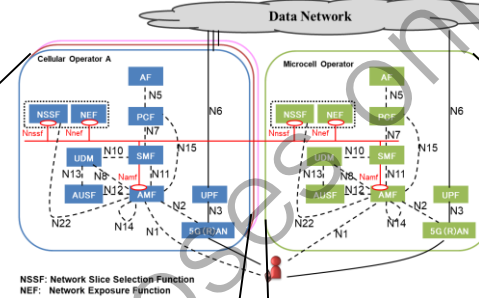 Data Network
Cellular Operator A
Microcell Operator
AF
AF
N5
N5
NSSF
NEF
PCF
N6
NSSF
NEF
PCF
N6
Nnssf
Nnef
N7
N15
Nnssf
Nnef
N7
N15
UDM
N10
SMF
UDM
N10
SMF
N13
N8
Namf
N11
N13
N8
Namf
N11
AUSF
N12
AMF
UPF
AUSF
N12
AMF
UPF
N22
N14
N2
N3
N22
N14
N2
N3
N1
5G(R)AN
N1
5G(R)AN
NSSF: Network Slice Selection Function
NEF: Network Exposure Function